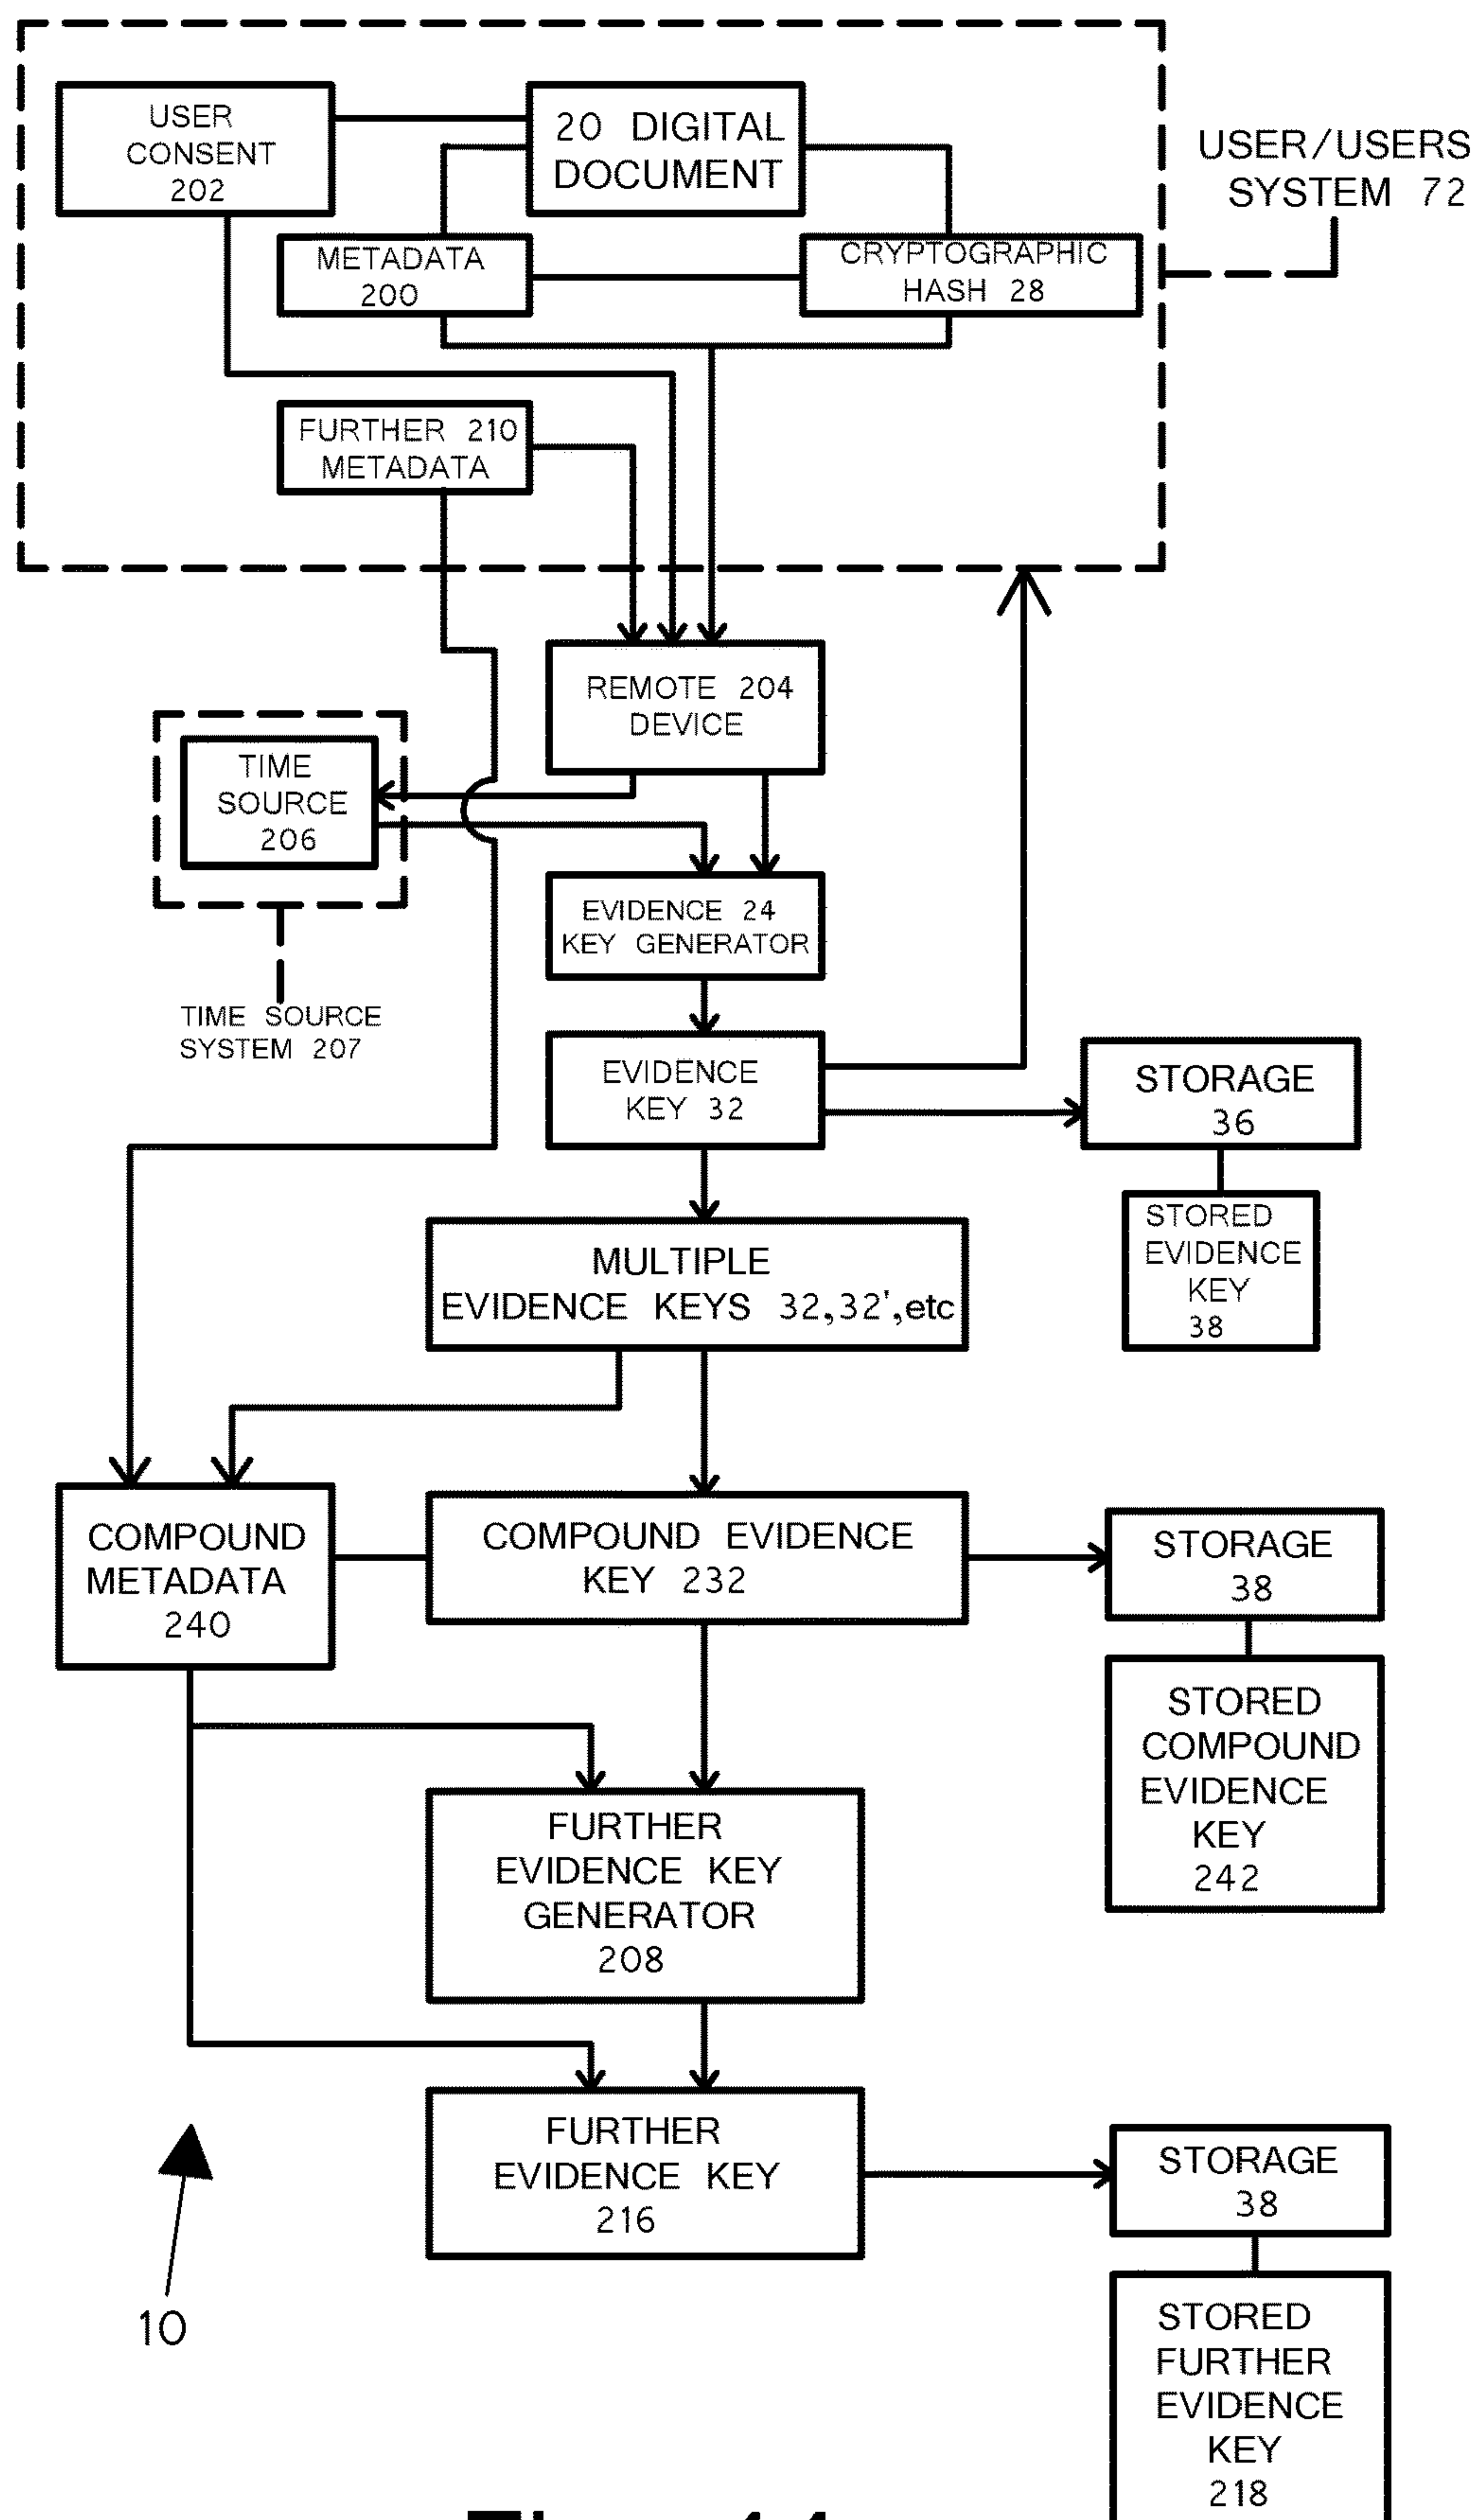 USER
CONSENT
202
20 DIGITAL
DOCUMENT
USER/USERS
SYSTEM 72
METADATA
200
CRYPTOGRAPHIC
HASH 28
FURTHER 210
METADATA
REMOTE 204
DEVICE
TIME
SOURCE
206
EVIDENCE 24
KEY GENERATOR
TIME SOURCE
SYSTEM 207
EVIDENCE
KEY 32
STORAGE
36
STORED
EVIDENCE
KEY
38
MULTIPLE
EVIDENCE KEYS 32,32',etc
COMPOUND
METADATA
240
COMPOUND EVIDENCE
KEY 232
STORAGE
38
STORED
COMPOUND
EVIDENCE
KEY
242
FURTHER
EVIDENCE KEY
GENERATOR
208
FURTHER
EVIDENCE KEY
216
STORAGE
38
10
STORED
FURTHER
EVIDENCE
KEY
218